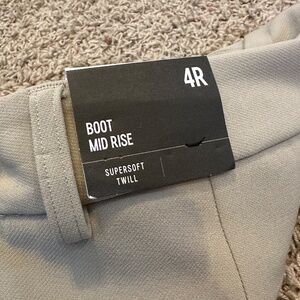 4R
BOOT
MID RISE
SUPERSOFT
TWILL